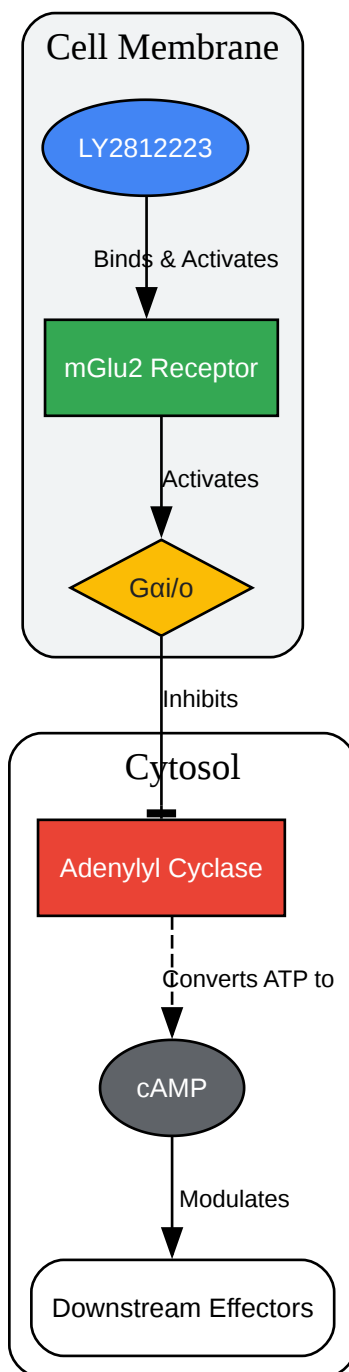 Cell Membrane
LY2812223
Binds & Activates
mGlu2 Receptor
Activates
Gαi/o
Inhibits
Cytosol
Adenylyl Cyclase
Converts ATP to
cAMP
Modulates
Downstream Effectors